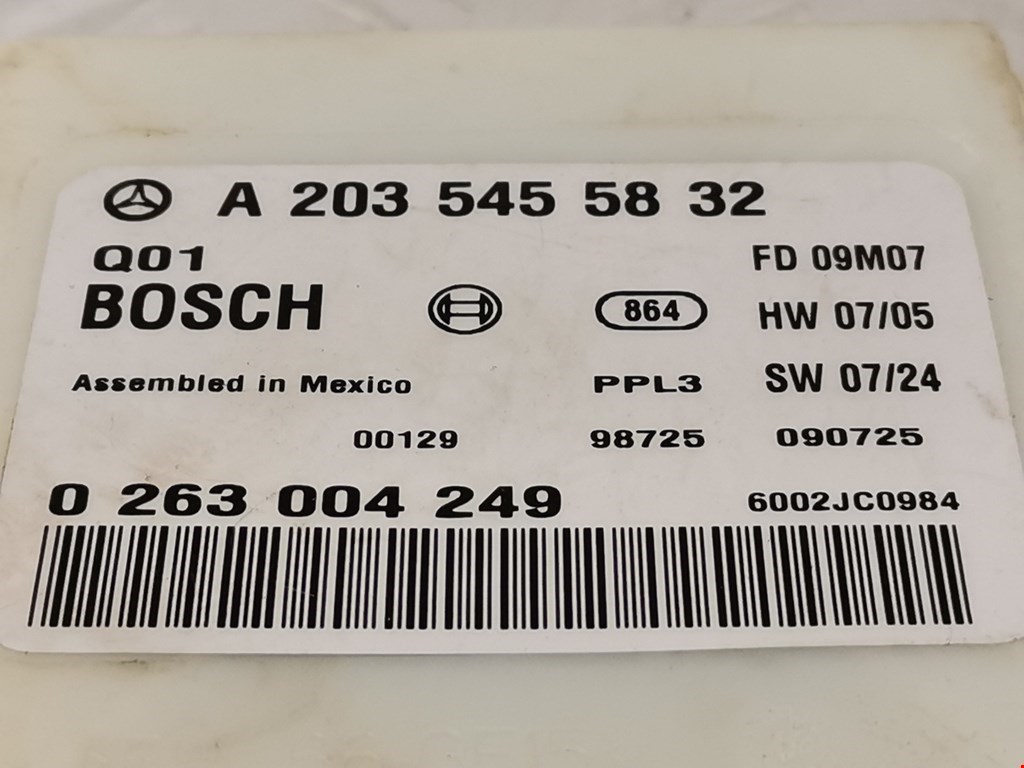 A 203 545 58 32
Q01
FD 09M07
BOSCH
864
HW 07/05
Assembled in Mexico
PPL3
SW 07/24
00129
98725
090725
0 263 004 249
6002JC0984